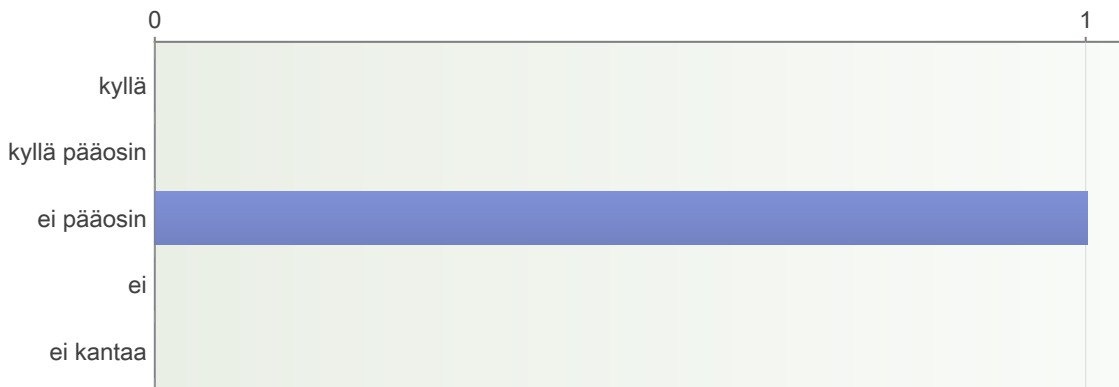 0 1
kyllä
kyllä pääosin
ei pääosin
ei
ei kantaa